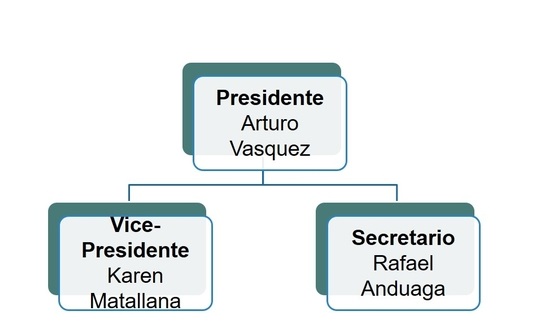 Presidente
Arturo
Vasquez
Vice-
Presidente
Karen
Matallana
Secretario
Rafael
Anduaga